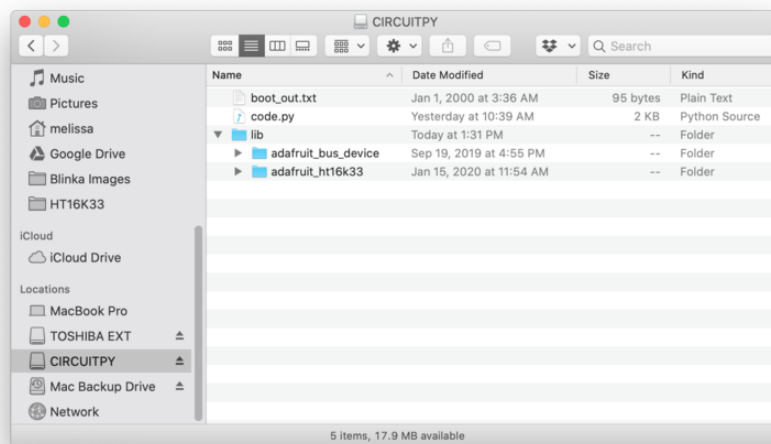 CIRCUITPY
Search
Music
Pictures
melissa
Google Drive
Blinka Images
HT16K33
iCloud
iCloud Drive
Locations
MacBook Pro
TOSHIBA EXT
CIRCUITPY
Mac Backup Drive
Network
Name Date Modified Size Kind
boot_out.txt Jan 1, 2000 at 3:36 AM 95 bytes Plain Text
code.py Yesterday at 10:39 AM 2 KB Python Source
lib Today at 1:31 PM -- Folder
adafruit_bus_device Sep 19, 2019 at 4:55 PM -- Folder
adafruit_ht16k33 Jan 15, 2020 at 11:54 AM -- Folder
5 items, 17.9 MB available